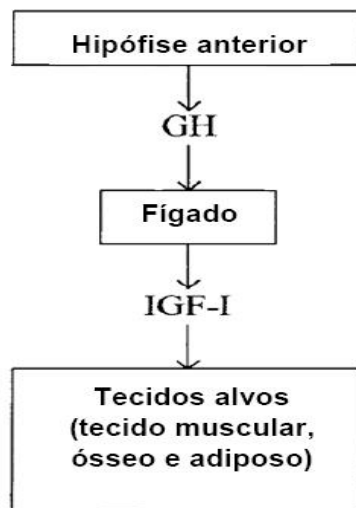 Hipófise anterior
GH
Fígado
IGF-I
Tecidos alvos
(tecido muscular,
ósseo e adiposo)